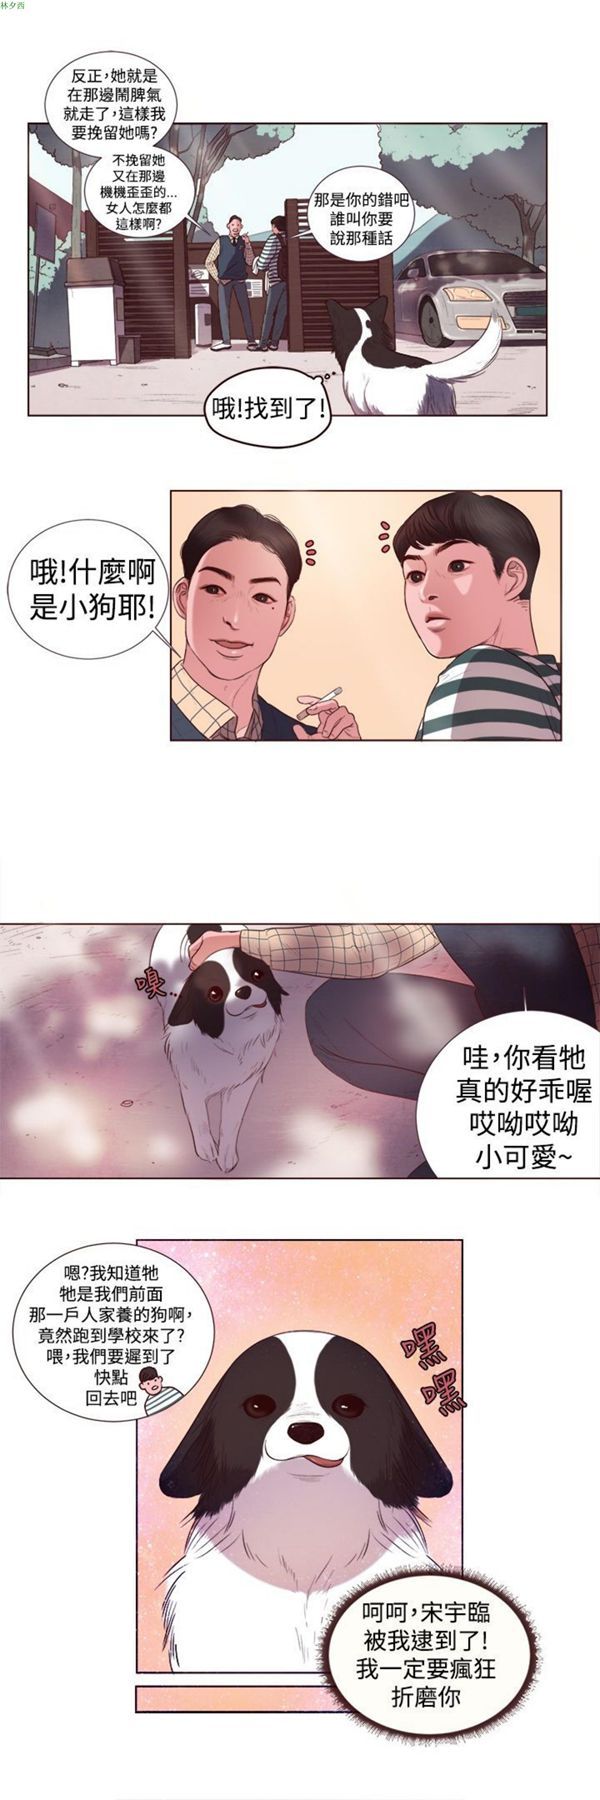 林夕西
反正,她就是
在那邊鬧脾氣
就走了,這樣我
要挽留她嗎?
不挽留她
又在那邊
機機歪歪的...
女人怎麼都
這樣啊?
那是你的錯吧
誰叫你要
說那種話
哦!找到了!
哦!什麼啊
是小狗耶!
嗅...
哇,你看牠
真的好乖喔
哎呦哎呦
小可愛~
嗯?我知道牠
牠是我們前面
那一戶人家養的狗啊,
竟然跑到學校來了?
喂,我們要遲到了
快點
回去吧
嘿
嘿
呵呵,宋宇臨
被我逮到了!
我一定要瘋狂
折磨你